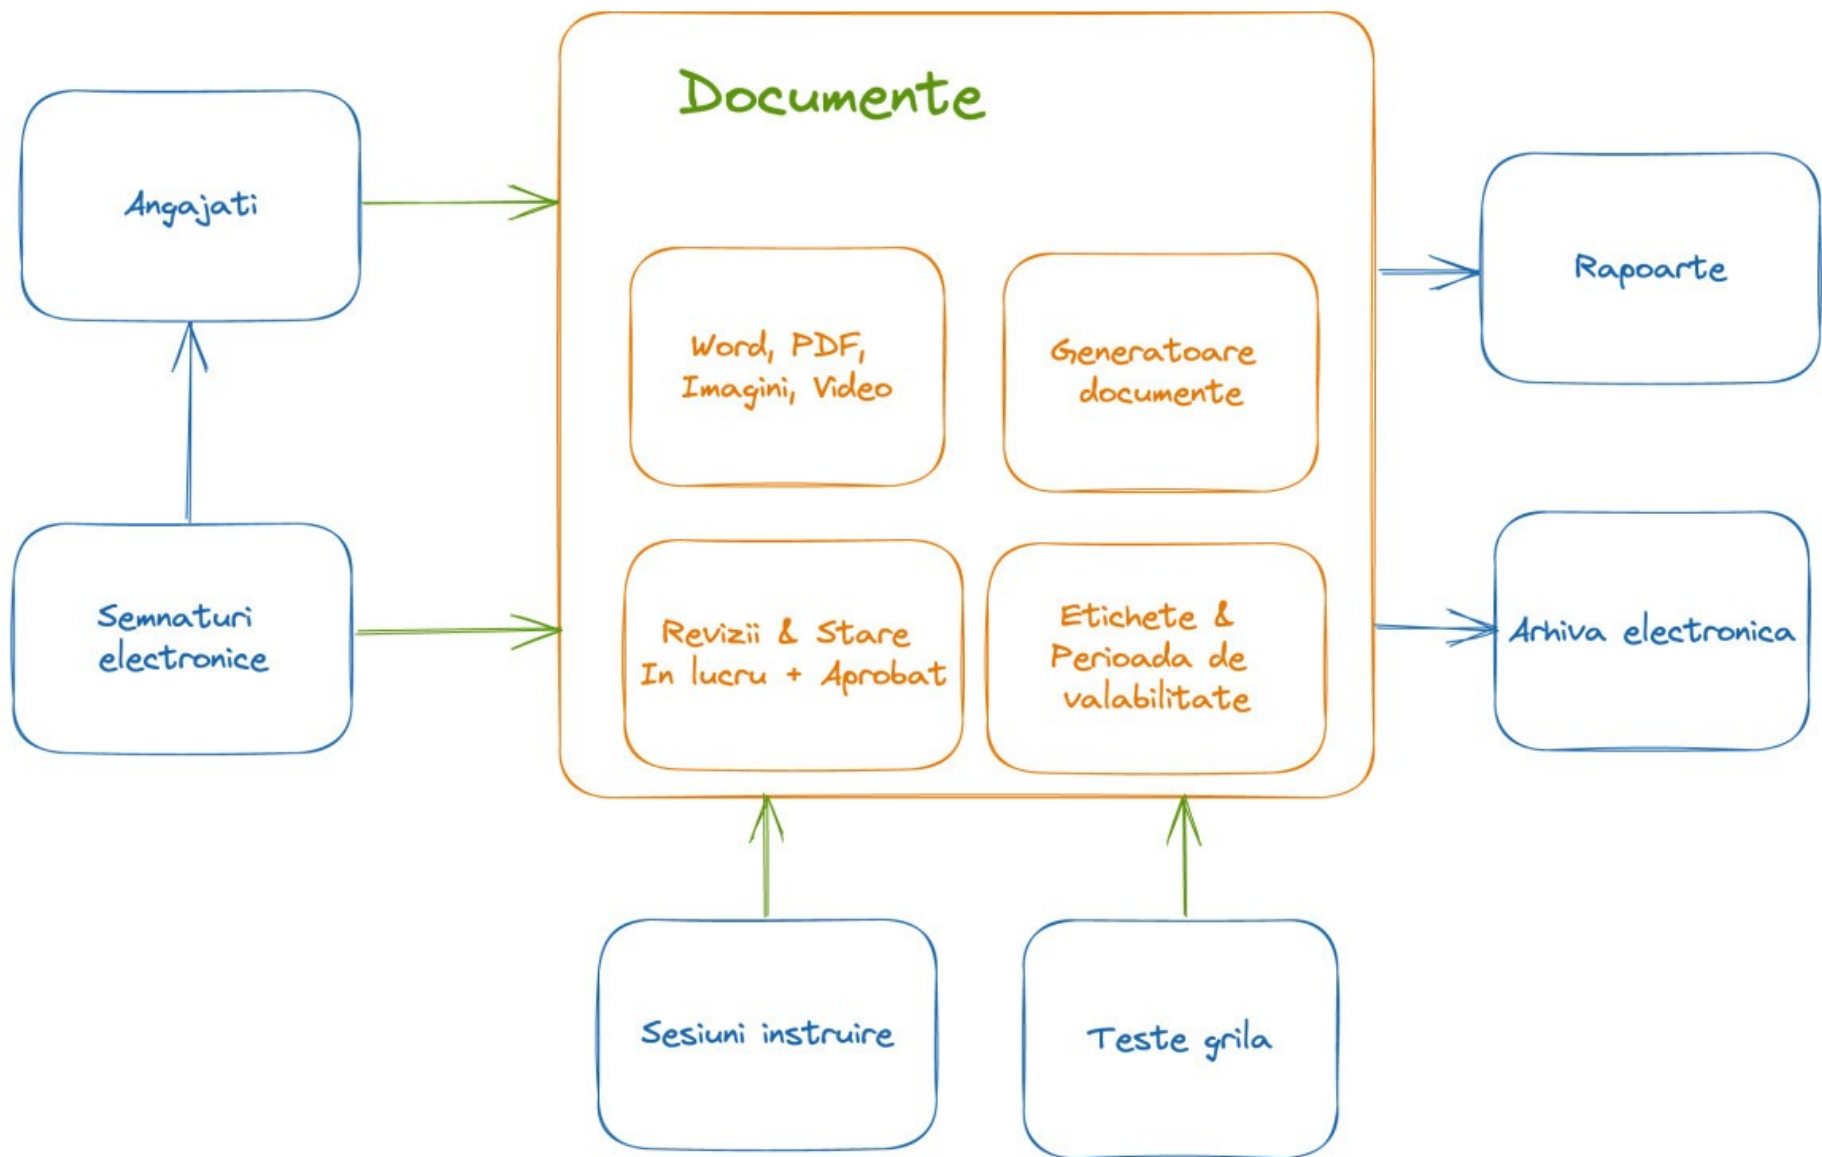 Documente
Angajati
Rapoarte
Word, PDF,
Imagini, Video
Generatoare
documente
Semnaturi
electronice
Revizii & Stare
In lucru + Aprobat
Etichete &
Perioada de
valabilitate
Arhiva electronica
Sesiuni instruire
Teste grila